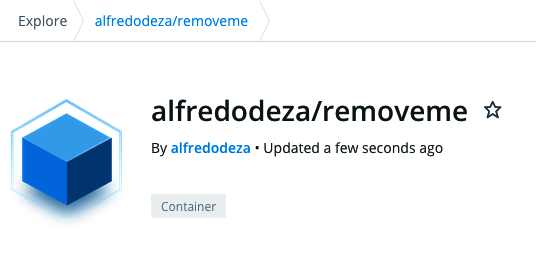 Explore
alfredodeza/removeme
alfredodeza/removeme
By alfredodeza • Updated a few seconds ago
Container